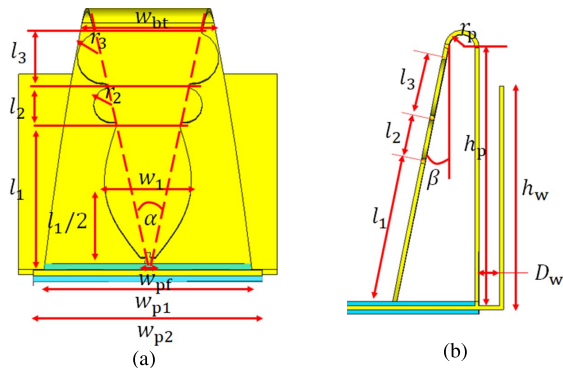 w_bt
r_3
l_3
r_2
l_2
l_1
w_1
l_1/2
α
w_pf
w_p1
w_p2
(a)
r_p
l_3
l_2
h_p
β
l_1
h_w
D_w
(b)